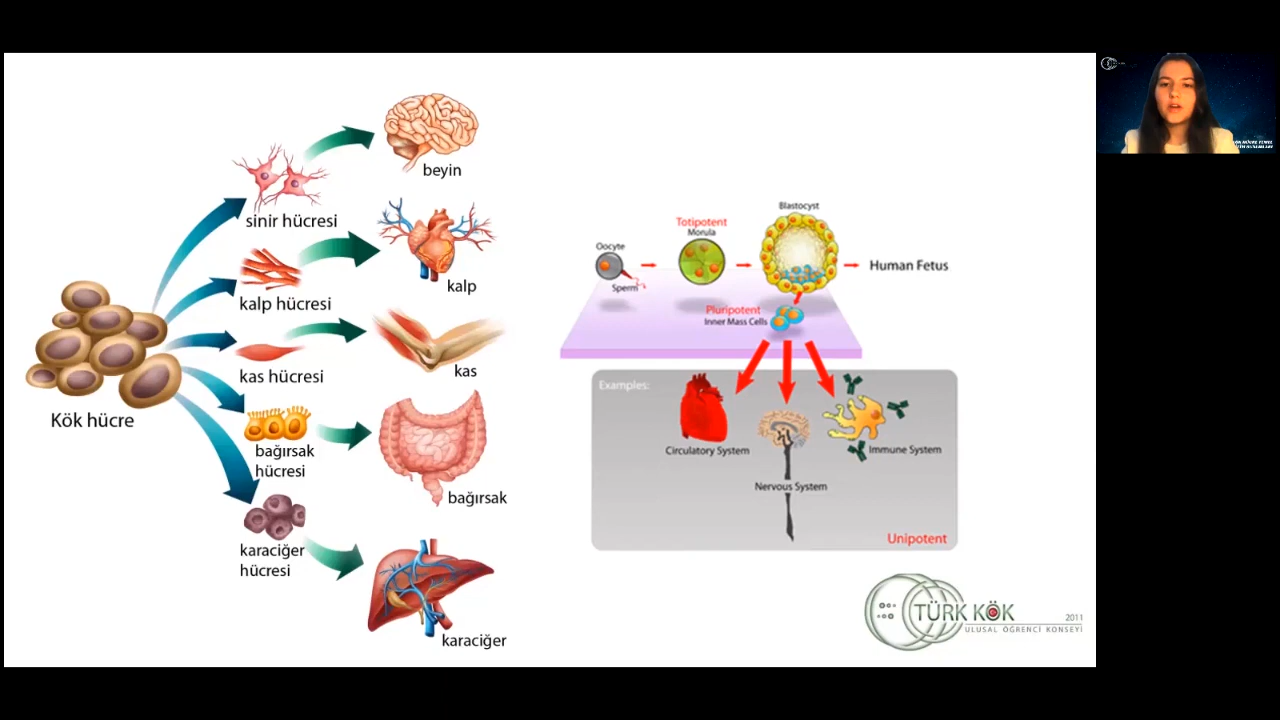 beyin
sinir hücresi
kalp
kalp hücresi
kas
kas hücresi
Kök hücre
bağırsak
hücresi
bağırsak
karaciğer
hücresi
karaciğer
Blastocyst
Totipotent
Morula
Oocyte
Sperm
Human Fetus
Pluripotent
Inner Mass Cells
Examples:
Circulatory System
Immune System
Nervous System
Unipotent
TÜRK KÖK
2011
ULUSAL ÖĞRENCİ KONSEYİ